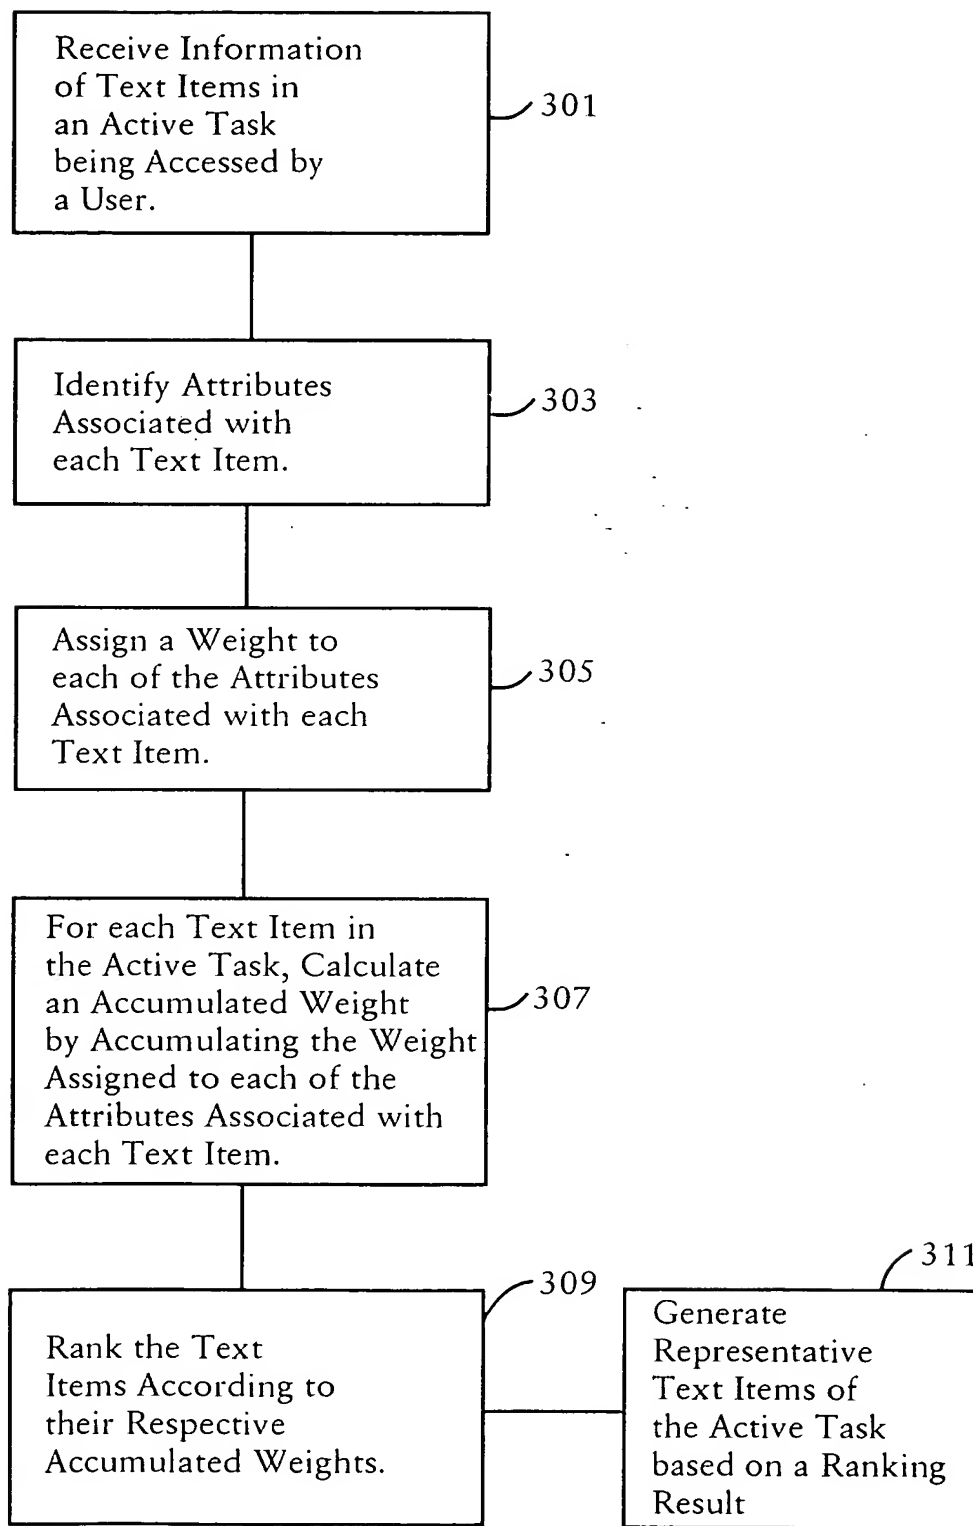 Receive Information
of Text Items in
an Active Task
being Accessed by
a User.
301
Identify Attributes
Associated with
each Text Item.
303
Assign a Weight to
each of the Attributes
Associated with each
Text Item.
305
For each Text Item in
the Active Task, Calculate
an Accumulated Weight
by Accumulating the Weight
Assigned to each of the
Attributes Associated with
each Text Item.
307
309
Rank the Text
Items According to
their Respective
Accumulated Weights.
311
Generate
Representative
Text Items of
the Active Task
based on a Ranking
Result